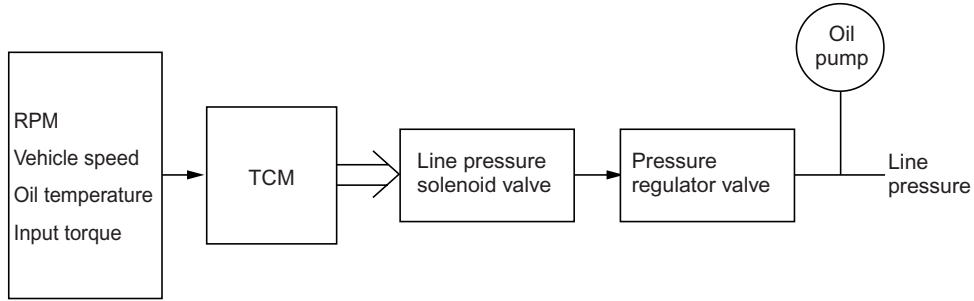 RPM
Vehicle speed
Oil temperature
Input torque
TCM
Line pressure
solenoid valve
Pressure
regulator valve
Oil
pump
Line
pressure